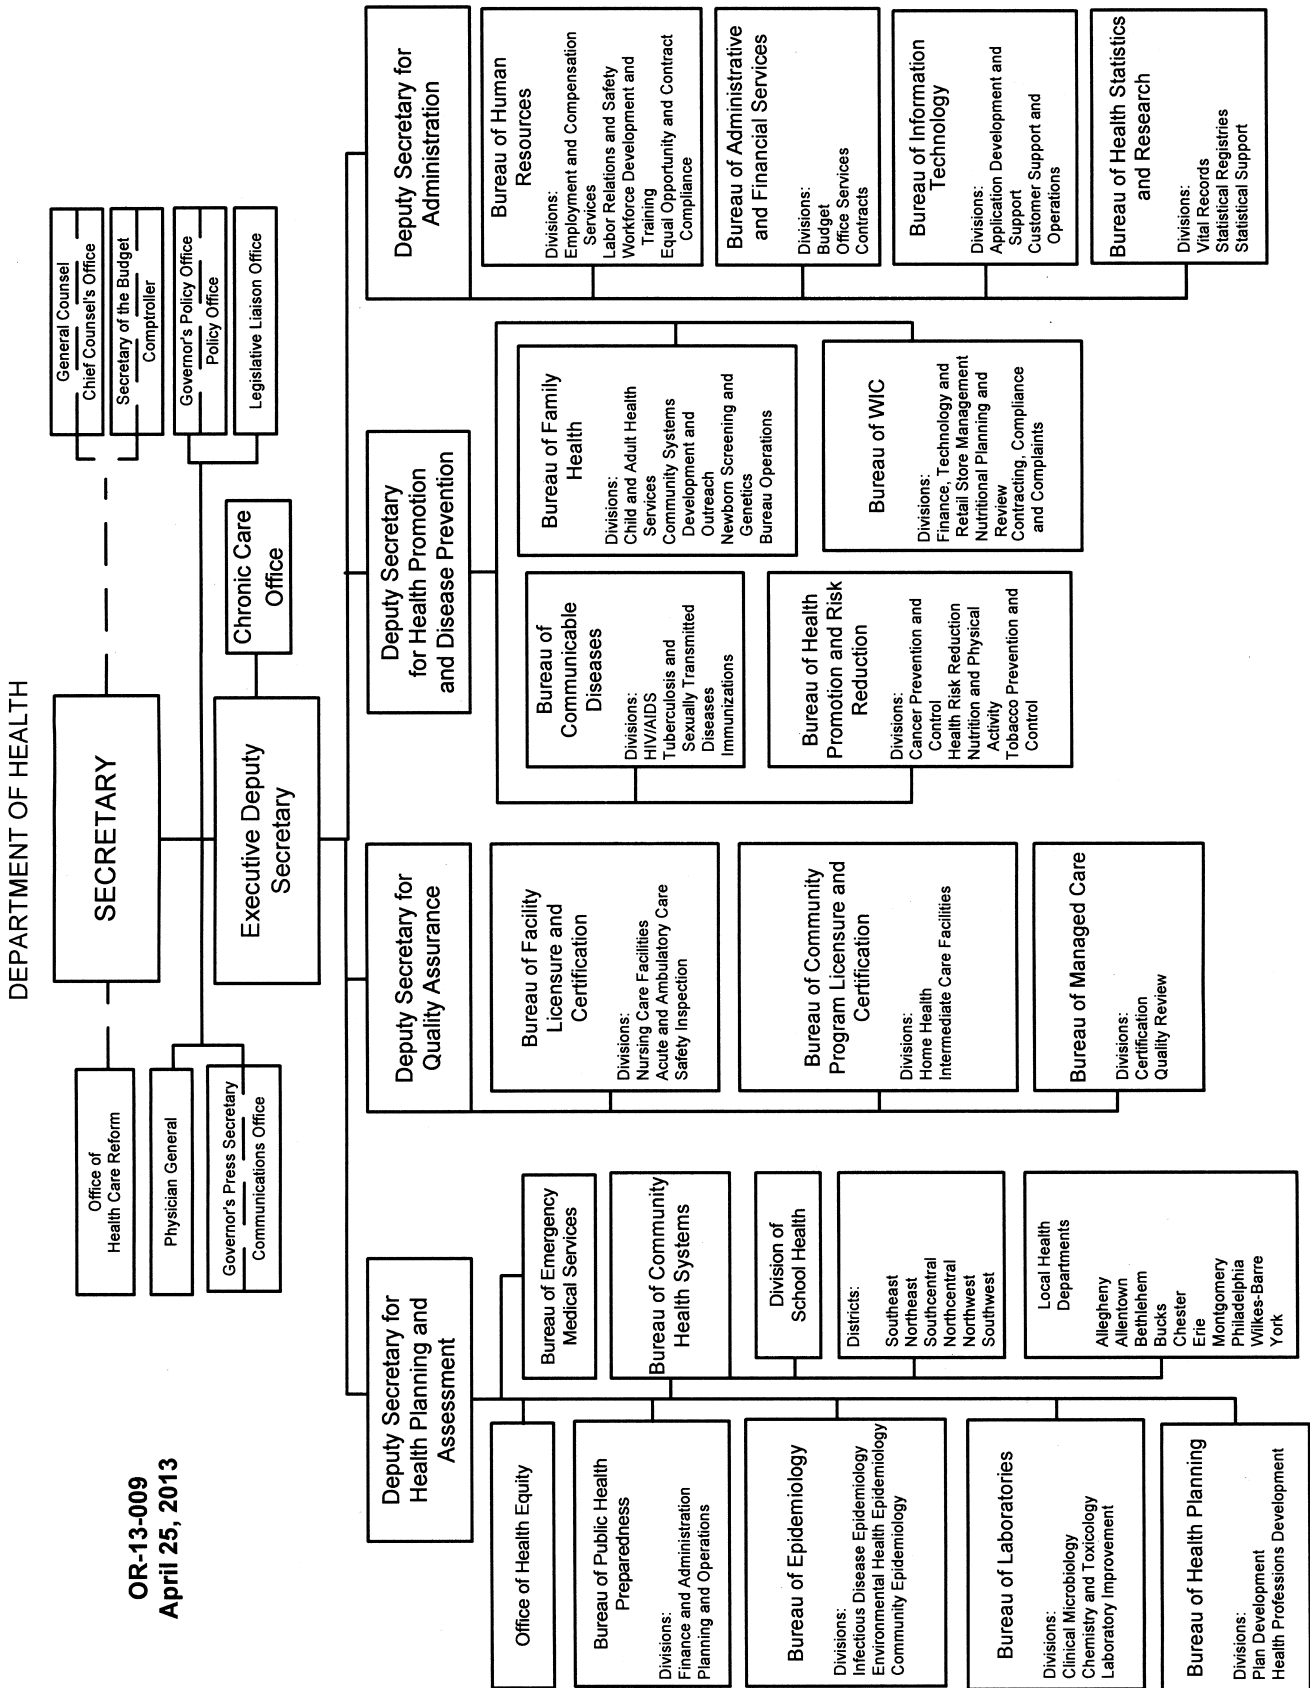 DEPARTMENT OF HEALTH
OR-13-009
April 25, 2013
SECRETARY
Office of
Health Care Reform
Physician General
Governor's Press Secretary
Communications Office
General Counsel
Chief Counsel's Office
Secretary of the Budget
Comptroller
Governor's Policy Office
Policy Office
Legislative Liaison Office
Executive Deputy
Secretary
Chronic Care
Office
Deputy Secretary for
Health Planning and
Assessment
Office of Health Equity
Bureau of Emergency
Medical Services
Bureau of Public Health
Preparedness
Divisions:
Finance and Administration
Planning and Operations
Bureau of Community
Health Systems
Division of
School Health
Districts:
Southeast
Northeast
Southcentral
Northcentral
Northwest
Southwest
Local Health
Departments
Allegheny
Allentown
Bethlehem
Bucks
Chester
Erie
Montgomery
Philadelphia
Wilkes-Barre
York
Bureau of Epidemiology
Divisions:
Infectious Disease Epidemiology
Environmental Health Epidemiology
Community Epidemiology
Bureau of Laboratories
Divisions:
Clinical Microbiology
Chemistry and Toxicology
Laboratory Improvement
Bureau of Health Planning
Divisions:
Plan Development
Health Professions Development
Deputy Secretary for
Quality Assurance
Bureau of Facility
Licensure and
Certification
Divisions:
Nursing Care Facilities
Acute and Ambulatory Care
Safety Inspection
Bureau of Community
Program Licensure and
Certification
Divisions:
Home Health
Intermediate Care Facilities
Bureau of Managed Care
Divisions:
Certification
Quality Review
Deputy Secretary
for Health Promotion
and Disease Prevention
Bureau of
Communicable
Diseases
Divisions:
HIV/AIDS
Tuberculosis and
Sexually Transmitted
Diseases
Immunizations
Bureau of Family
Health
Divisions:
Child and Adult Health
Services
Community Systems
Development and
Outreach
Newborn Screening and
Genetics
Bureau Operations
Bureau of Health
Promotion and Risk
Reduction
Divisions:
Cancer Prevention and
Control
Health Risk Reduction
Nutrition and Physical
Activity
Tobacco Prevention and
Control
Bureau of WIC
Divisions:
Finance, Technology and
Retail Store Management
Nutritional Planning and
Review
Contracting, Compliance
and Complaints
Deputy Secretary for
Administration
Bureau of Human
Resources
Divisions:
Employment and Compensation
Services
Labor Relations and Safety
Workforce Development and
Training
Equal Opportunity and Contract
Compliance
Bureau of Administrative
and Financial Services
Divisions:
Budget
Office Services
Contracts
Bureau of Information
Technology
Divisions:
Application Development and
Support
Customer Support and
Operations
Bureau of Health Statistics
and Research
Divisions:
Vital Records
Statistical Registries
Statistical Support